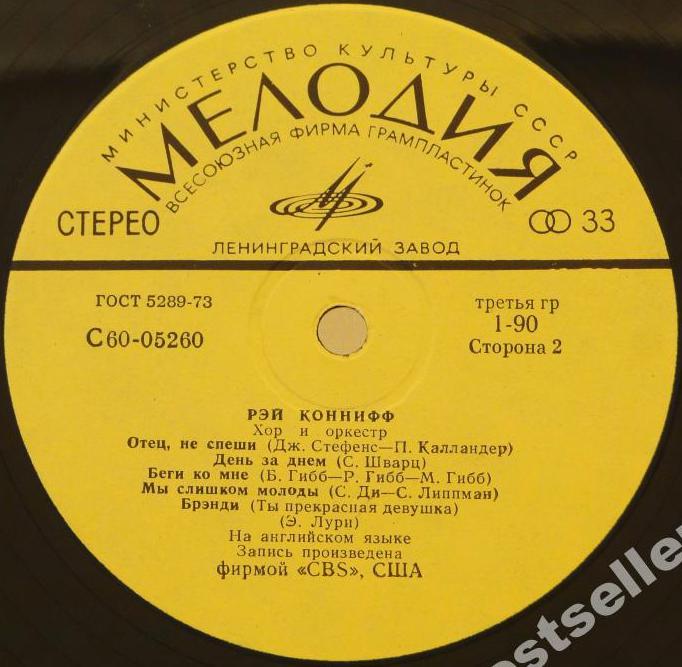 МИНИСТЕРСТВО КУЛЬТУРЫ СССР
МЕЛОДИЯ
ВСЕСОЮЗНАЯ ФИРМА ГРАМПЛАСТИНОК
СТЕРЕО
33
ЛЕНИНГРАДСКИЙ ЗАВОД
ГОСТ 5289-73
третья гр
С60-05260
1-90
Сторона 2
РЭЙ КОННИФФ
Хор и оркестр
Отец, не спеши (Дж. Стефенс—П. Калландер)
День за днем (С. Шварц)
Беги ко мне (Б. Гибб—Р. Гибб—М. Гибб)
Мы слишком молоды (С. Ди—С. Липпман)
Брэнди (Ты прекрасная девушка)
(Э. Лури)
На английском языке
Запись произведена
фирмой «CBS», США